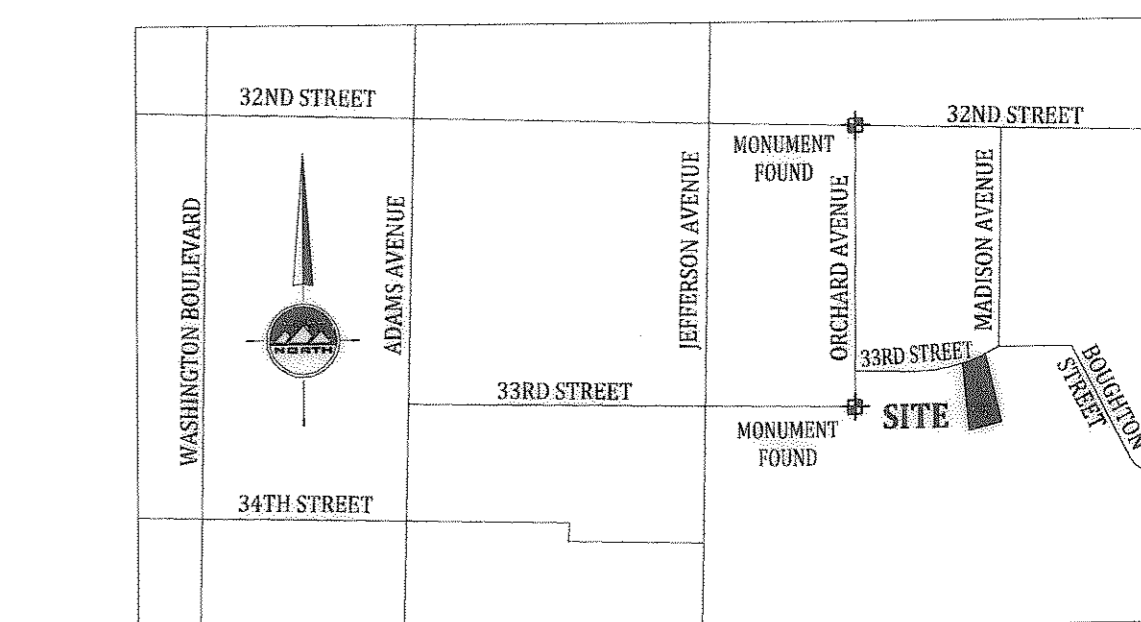 32ND STREET
32ND STREET
MONUMENT
FOUND
WASHINGTON BOULEVARD
ADAMS AVENUE
JEFFERSON AVENUE
ORCHARD AVENUE
MADISON AVENUE
NORTH
33RD STREET
BOUGHTON
STREET
33RD STREET
SITE
MONUMENT
FOUND
34TH STREET